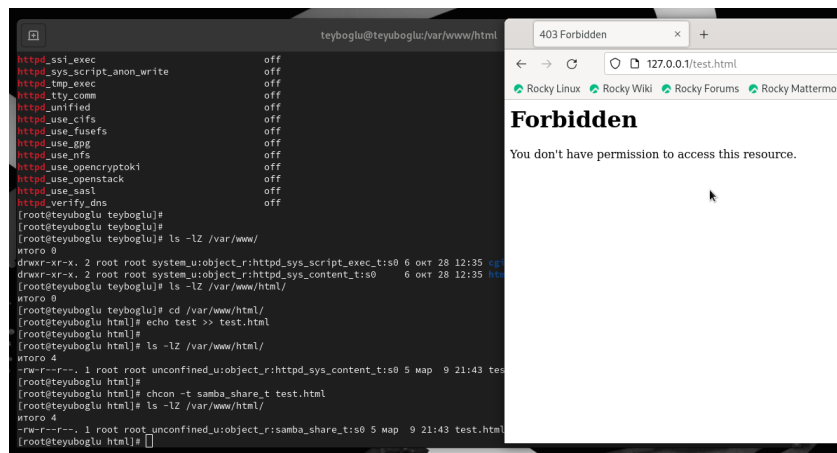 teyboglu@teyuboglu:/var/www/html
httpd_ssi_exec off
httpd_sys_script_anon_write off
httpd_tmp_exec off
httpd_tty_comm off
httpd_unified off
httpd_use_cifs off
httpd_use_fusefs off
httpd_use_gpg off
httpd_use_nfs off
httpd_use_opencryptoki off
httpd_use_openstack off
httpd_use_sasl off
httpd_verify_dns off
[root@teyuboglu teyboglu]#
[root@teyuboglu teyboglu]#
[root@teyuboglu teyboglu]# ls -lZ /var/www/
итого 0
drwxr-xr-x. 2 root root system_u:object_r:httpd_sys_script_exec_t:s0 6 окт 28 12:35 cgi
drwxr-xr-x. 2 root root system_u:object_r:httpd_sys_content_t:s0 6 окт 28 12:35 htm
[root@teyuboglu teyboglu]# ls -lZ /var/www/html/
итого 0
[root@teyuboglu teyboglu]# cd /var/www/html/
[root@teyuboglu html]# echo test >> test.html
[root@teyuboglu html]#
[root@teyuboglu html]# ls -lZ /var/www/html/
итого 4
-rw-r--r--. 1 root root unconfined_u:object_r:httpd_sys_content_t:s0 5 мар 9 21:43 tes
[root@teyuboglu html]#
[root@teyuboglu html]# chcon -t samba_share_t test.html
[root@teyuboglu html]# ls -lZ /var/www/html/
итого 4
-rw-r--r--. 1 root root unconfined_u:object_r:samba_share_t:s0 5 мар 9 21:43 test.html
[root@teyuboglu html]#
403 Forbidden
127.0.0.1/test.html
Rocky Linux Rocky Wiki Rocky Forums Rocky Mattermo
Forbidden
You don't have permission to access this resource.